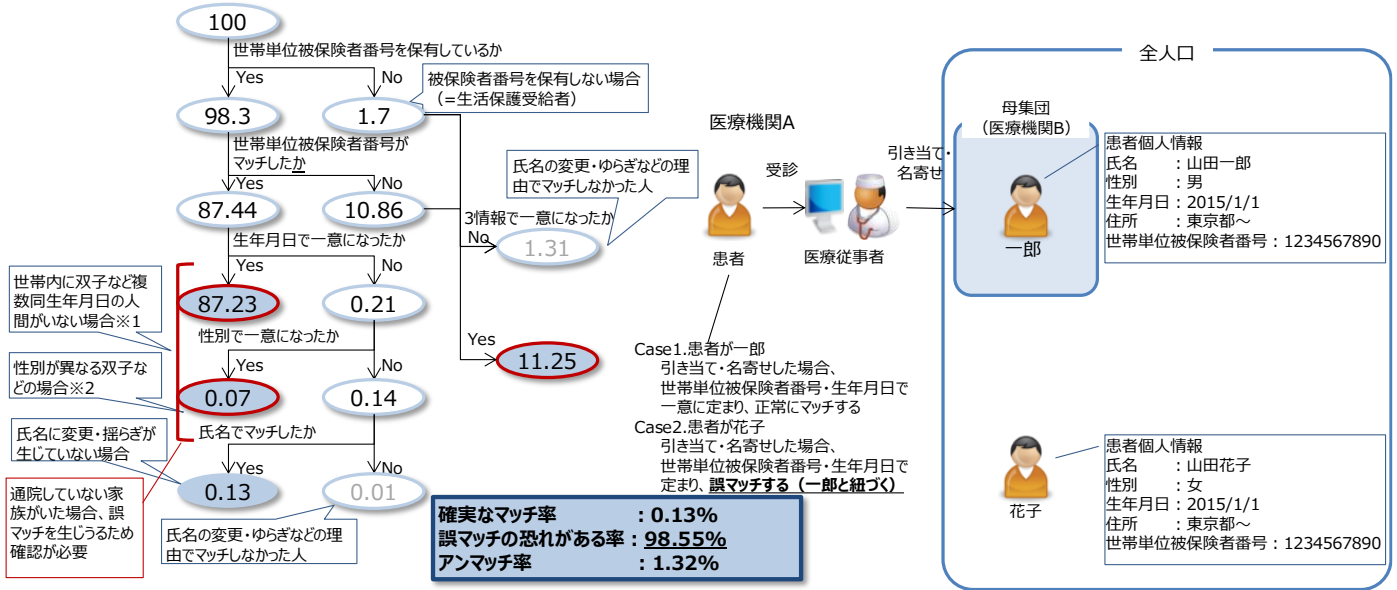 100
世帯単位被保険者番号を保有しているか
Yes
No
被保険者番号を保有しない場合
（=生活保護受給者）
98.3
1.7
世帯単位被保険者番号が
マッチしたか
Yes
No
氏名の変更・ゆらぎなどの理
由でマッチしなかった人
87.44
10.86
3情報で一意になったか
No
1.31
生年月日で一意になったか
Yes
No
世帯内に双子など複
数同生年月日の人
間がいない場合※1
87.23
0.21
性別で一意になったか
Yes
11.25
Yes
No
性別が異なる双子な
どの場合※2
0.07
0.14
氏名でマッチしたか
氏名に変更・揺らぎが
生じていない場合
Yes
No
0.13
0.01
通院していない家
族がいた場合、誤
マッチを生じうるため
確認が必要
氏名の変更・ゆらぎなどの理
由でマッチしなかった人
確実なマッチ率 : 0.13%
誤マッチの恐れがある率 : 98.55%
アンマッチ率 : 1.32%
医療機関A
受診
患者
医療従事者
引き当て・
名寄せ
Case1.患者が一郎
引き当て・名寄せした場合、
世帯単位被保険者番号・生年月日で
一意に定まり、正常にマッチする
Case2.患者が花子
引き当て・名寄せした場合、
世帯単位被保険者番号・生年月日で
定まり、誤マッチする（一郎と紐づく）
全人口
母集団
（医療機関B）
一郎
患者個人情報
氏名 ：山田一郎
性別 ：男
生年月日：2015/1/1
住所 ：東京都～
世帯単位被保険者番号：1234567890
花子
患者個人情報
氏名 ：山田花子
性別 ：女
生年月日：2015/1/1
住所 ：東京都～
世帯単位被保険者番号：1234567890